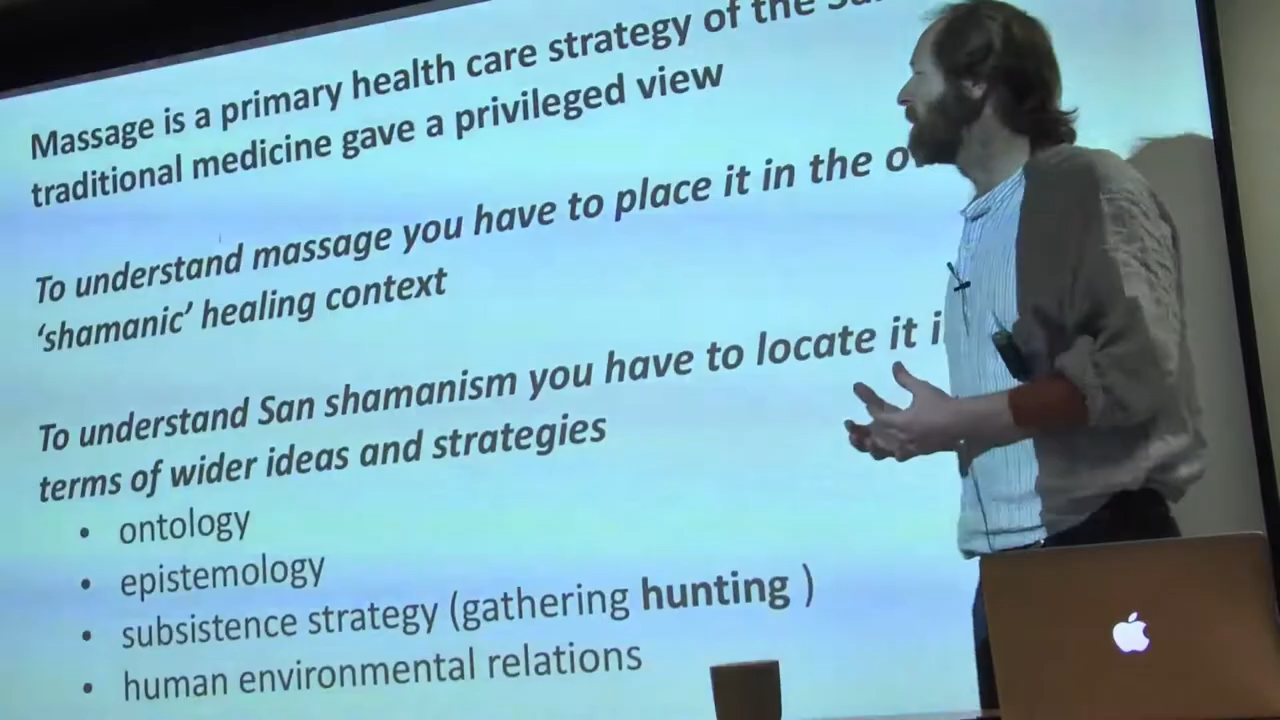 Massage is a primary health care strategy of the
traditional medicine gave a privileged view
To understand massage you have to place it in the
‘shamanic’ healing context
To understand San shamanism you have to locate it
terms of wider ideas and strategies
• ontology
• epistemology
• subsistence strategy (gathering hunting )
• human environmental relations